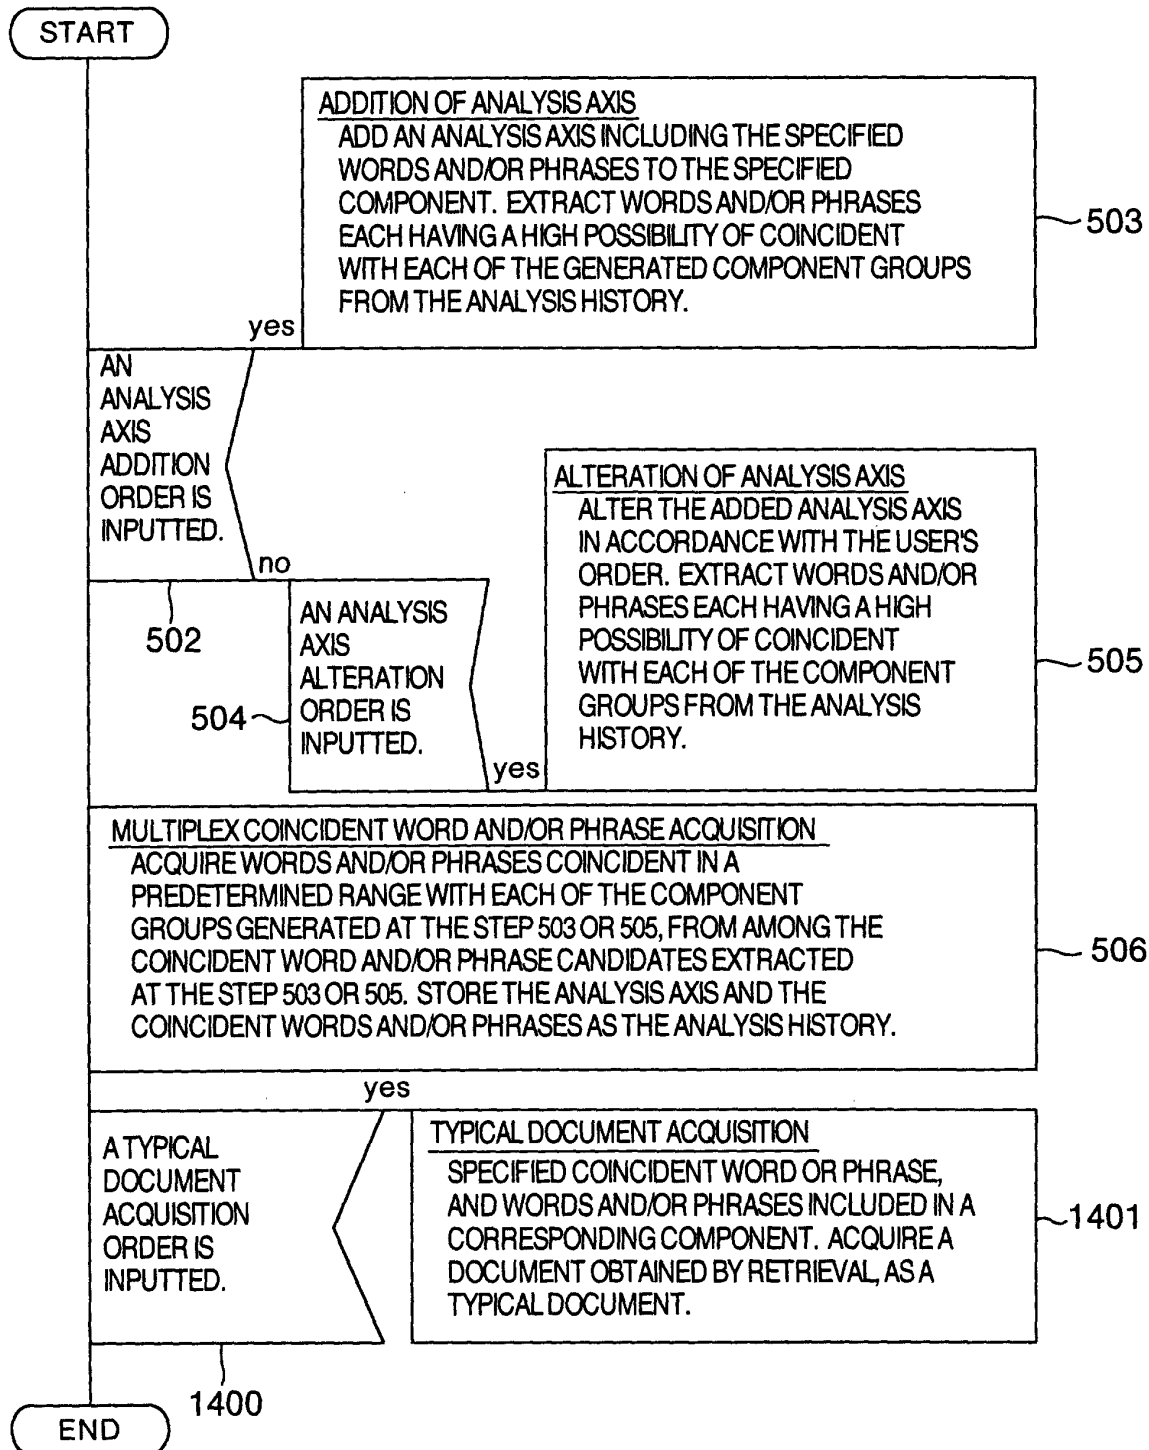 START
ADDITION OF ANALYSIS AXIS
ADD AN ANALYSIS AXIS INCLUDING THE SPECIFIED
WORDS AND/OR PHRASES TO THE SPECIFIED
COMPONENT. EXTRACT WORDS AND/OR PHRASES
EACH HAVING A HIGH POSSIBILITY OF COINCIDENT
WITH EACH OF THE GENERATED COMPONENT GROUPS
FROM THE ANALYSIS HISTORY.
503
yes
AN
ANALYSIS
AXIS
ADDITION
ORDER IS
INPUTTED.
no
502
ALTERATION OF ANALYSIS AXIS
ALTER THE ADDED ANALYSIS AXIS
IN ACCORDANCE WITH THE USER'S
ORDER. EXTRACT WORDS AND/OR
PHRASES EACH HAVING A HIGH
POSSIBILITY OF COINCIDENT
WITH EACH OF THE COMPONENT
GROUPS FROM THE ANALYSIS
HISTORY.
505
AN ANALYSIS
AXIS
ALTERATION
ORDER IS
INPUTTED.
504
yes
MULTIPLEX COINCIDENT WORD AND/OR PHRASE ACQUISITION
ACQUIRE WORDS AND/OR PHRASES COINCIDENT IN A
PREDETERMINED RANGE WITH EACH OF THE COMPONENT
GROUPS GENERATED AT THE STEP 503 OR 505, FROM AMONG THE
COINCIDENT WORD AND/OR PHRASE CANDIDATES EXTRACTED
AT THE STEP 503 OR 505. STORE THE ANALYSIS AXIS AND THE
COINCIDENT WORDS AND/OR PHRASES AS THE ANALYSIS HISTORY.
506
yes
A TYPICAL
DOCUMENT
ACQUISITION
ORDER IS
INPUTTED.
1400
TYPICAL DOCUMENT ACQUISITION
SPECIFIED COINCIDENT WORD OR PHRASE,
AND WORDS AND/OR PHRASES INCLUDED IN A
CORRESPONDING COMPONENT. ACQUIRE A
DOCUMENT OBTAINED BY RETRIEVAL, AS A
TYPICAL DOCUMENT.
1401
END